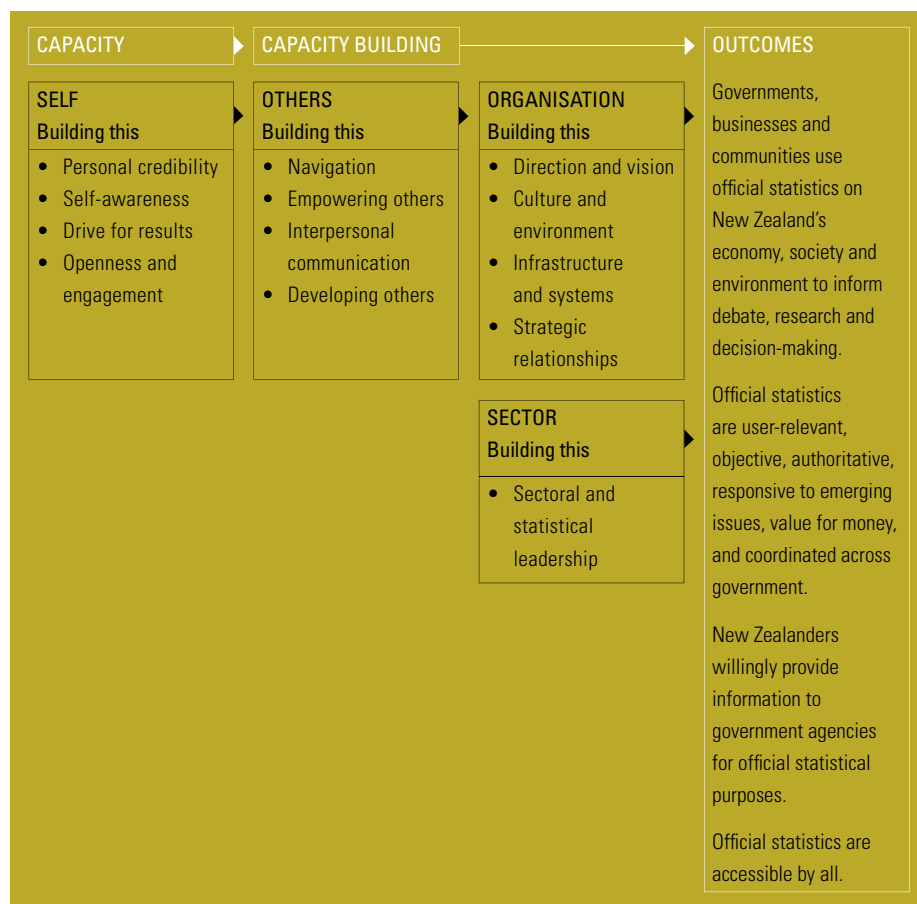 CAPACITY
CAPACITY BUILDING
OUTCOMES
SELF
Building this
• Personal credibility
• Self-awareness
• Drive for results
• Openness and
engagement
OTHERS
Building this
• Navigation
• Empowering others
• Interpersonal
communication
• Developing others
ORGANISATION
Building this
• Direction and vision
• Culture and
environment
• Infrastructure
and systems
• Strategic
relationships
SECTOR
Building this
• Sectoral and
statistical
leadership
Governments,
businesses and
communities use
official statistics on
New Zealand's
economy, society and
environment to inform
debate, research and
decision-making.
Official statistics
are user-relevant,
objective, authoritative,
responsive to emerging
issues, value for money,
and coordinated across
government.
New Zealanders
willingly provide
information to
government agencies
for official statistical
purposes.
Official statistics are
accessible by all.